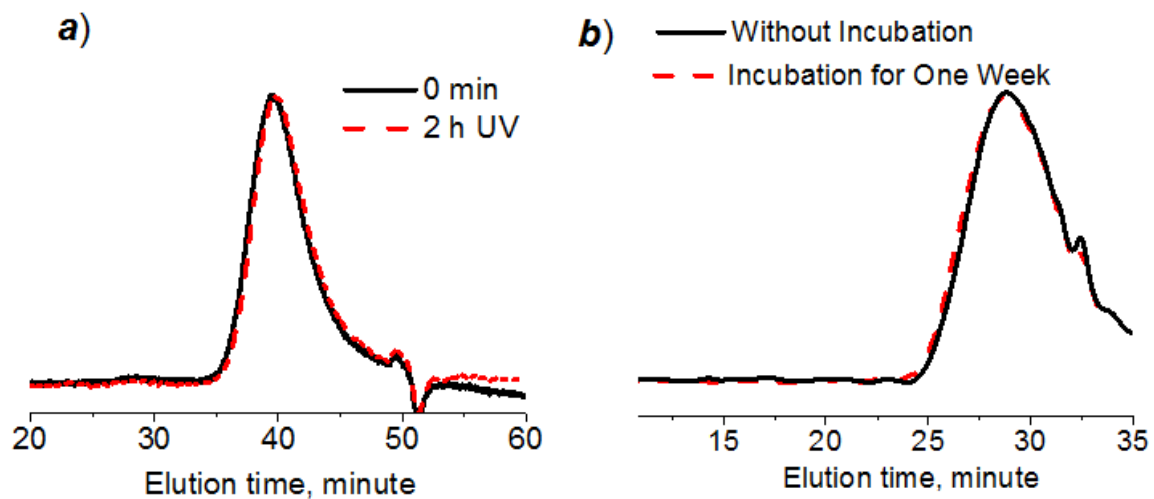 a)
0 min
2 h UV
20 30 40 50 60
Elution time, minute
b)
Without Incubation
Incubation for One Week
15 20 25 30 35
Elution time, minute